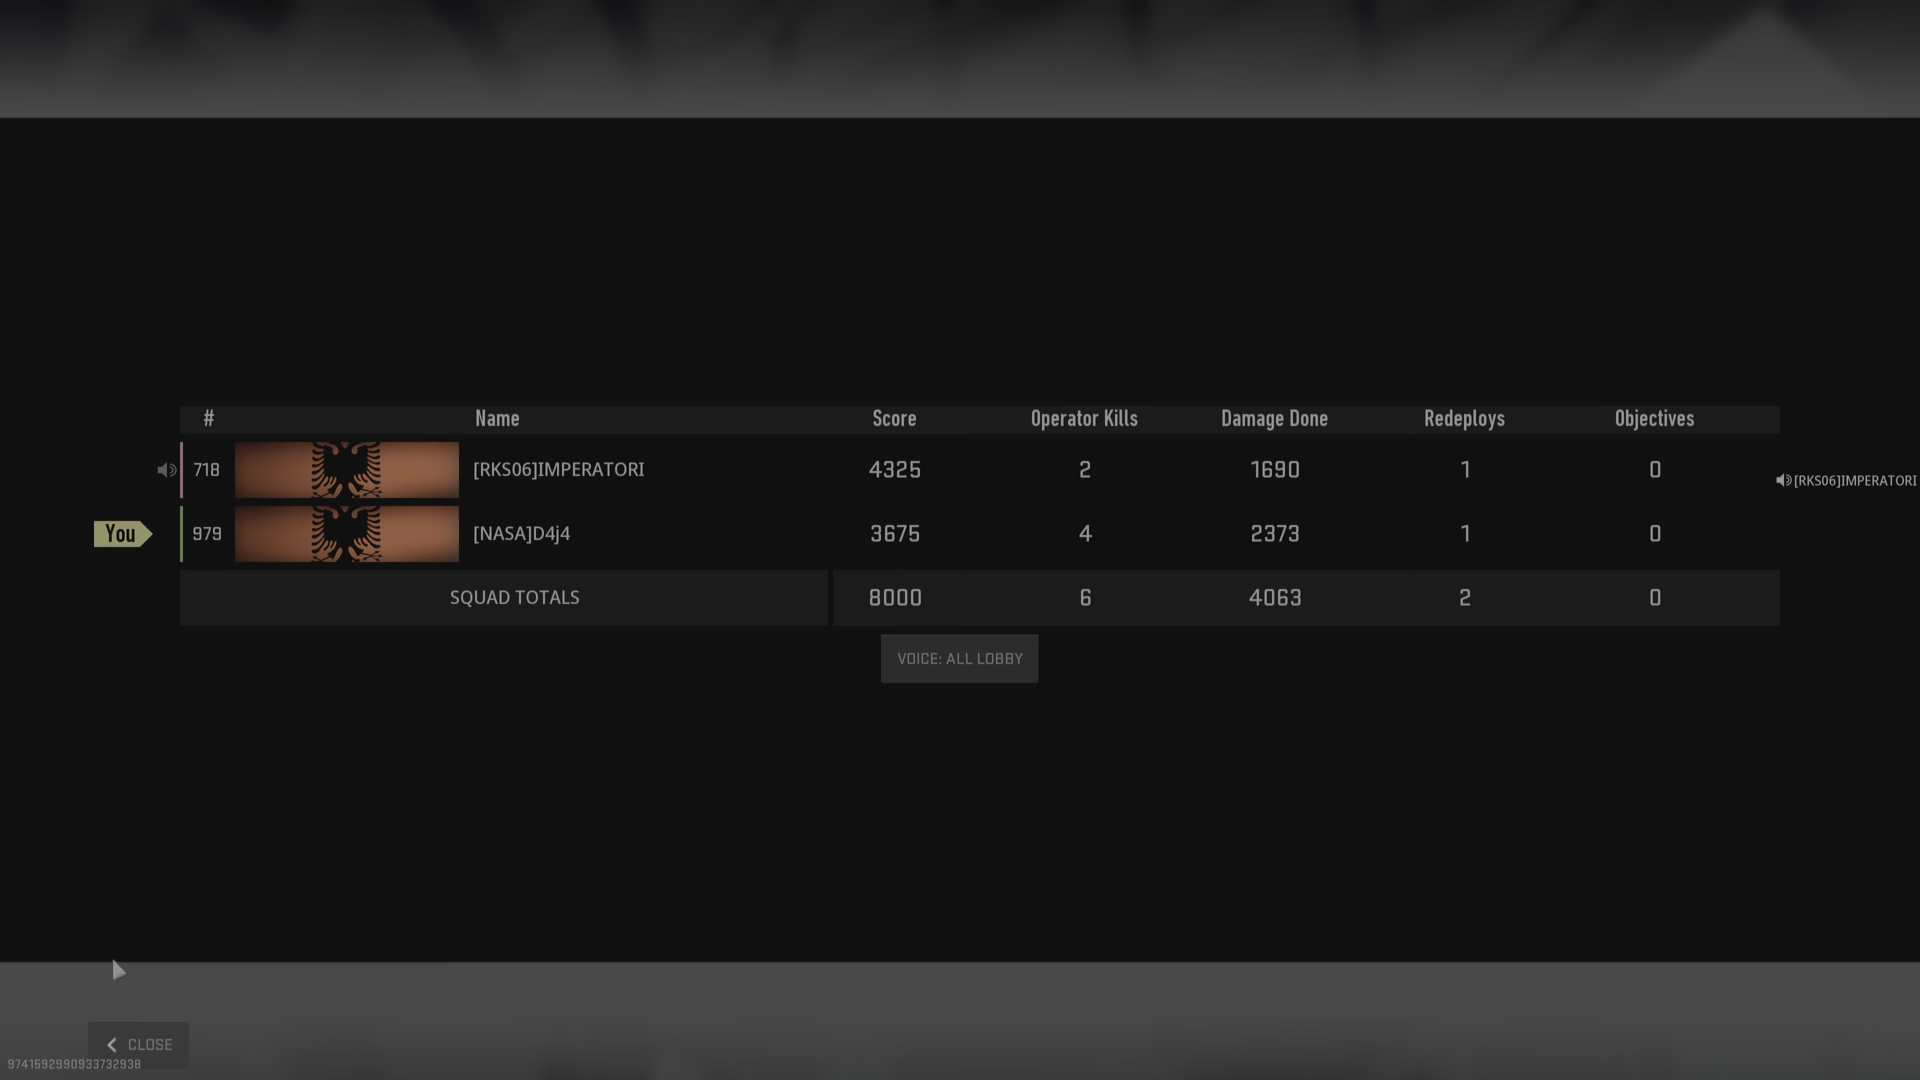 # Name Score Operator Kills Damage Done Redeploys Objectives
718 [RKS06]IMPERATORI 4325 2 1690 1 0
[RKS06]IMPERATORI
You 979 [NASA]D4j4 3675 4 2373 1 0
SQUAD TOTALS 8000 6 4063 2 0
VOICE: ALL LOBBY
CLOSE
9741592990933732938